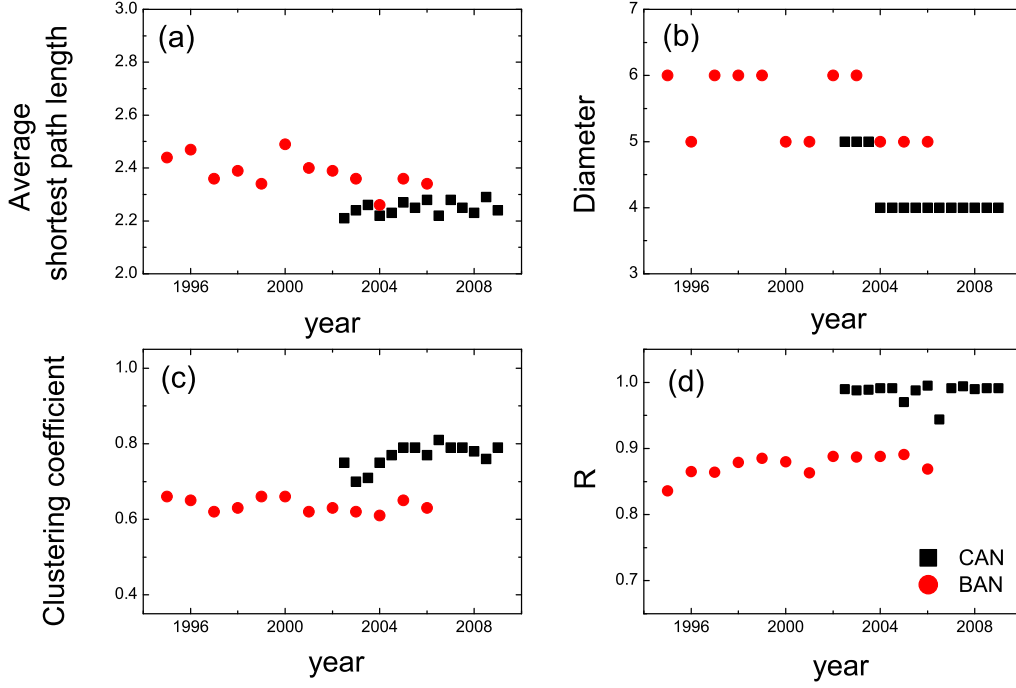 (a)
3.0
2.8
2.6
2.4
2.2
2.0
Average
shortest path length
1996
2000
2004
2008
year
(b)
6
5
4
3
Diameter
1996
2000
2004
2008
year
(c)
1.0
0.8
0.6
0.4
Clustering coefficient
1996
2000
2004
2008
year
(d)
1.0
0.9
0.8
0.7
R
CAN
BAN
1996
2000
2004
2008
year